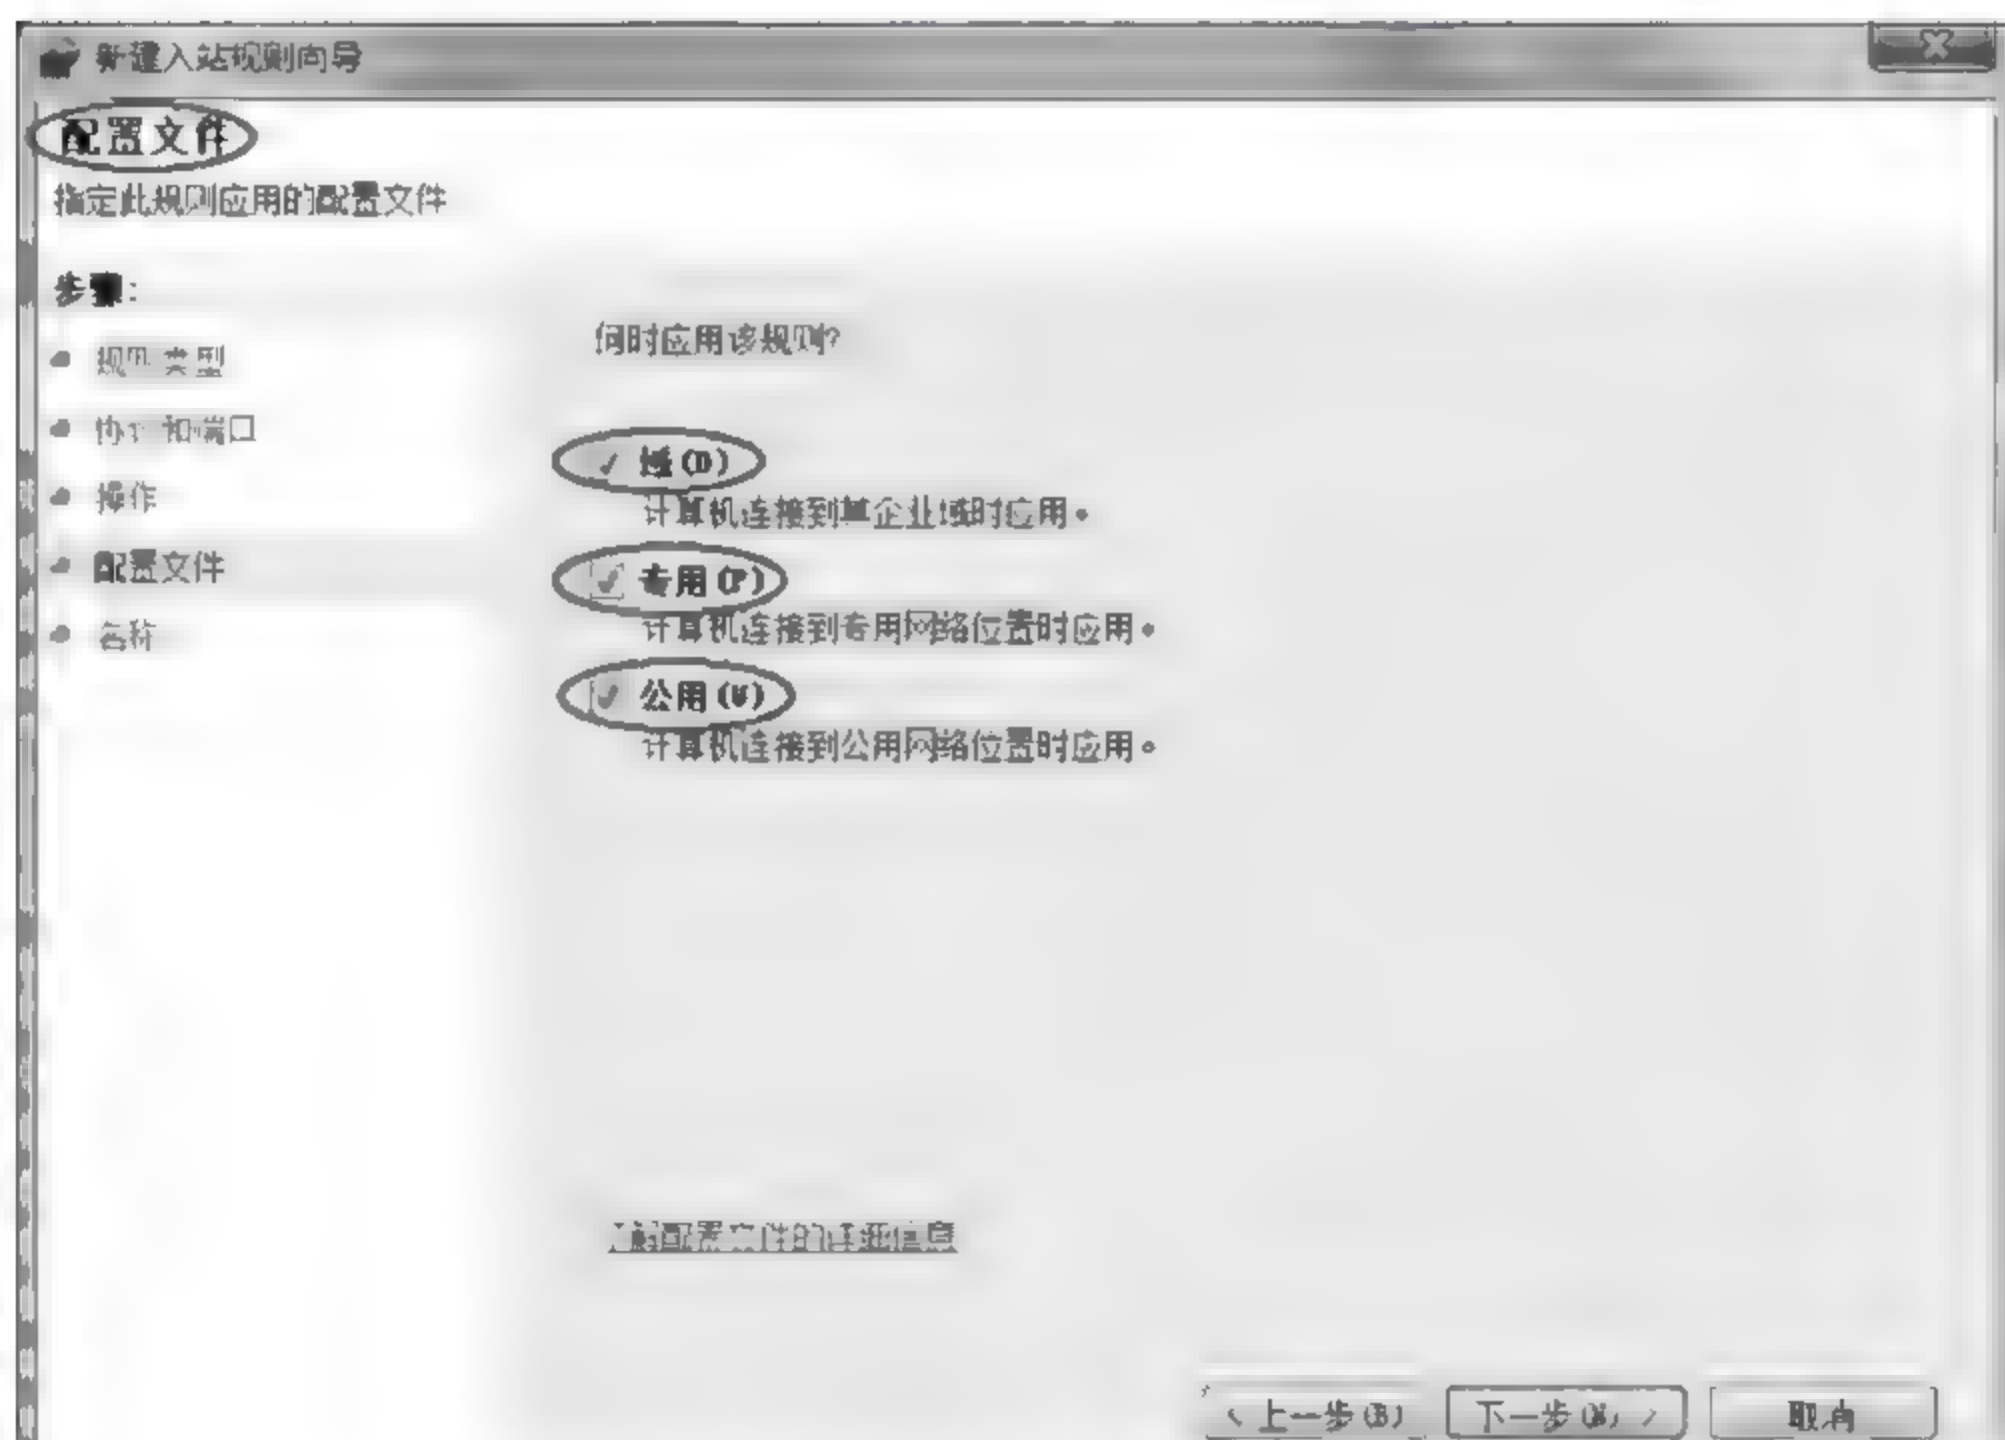 新建入站规则向导
配置文件
指定此规则应用的配置文件
步骤:
规则类型
协议和端口
操作
配置文件
名称
何时应用该规则?
域(D)
计算机连接到其企业域时应用。
专用(P)
计算机连接到专用网络位置时应用。
公用(U)
计算机连接到公用网络位置时应用。
了解配置文件的详细信息
< 上一步(B)
下一步(N) >
取消